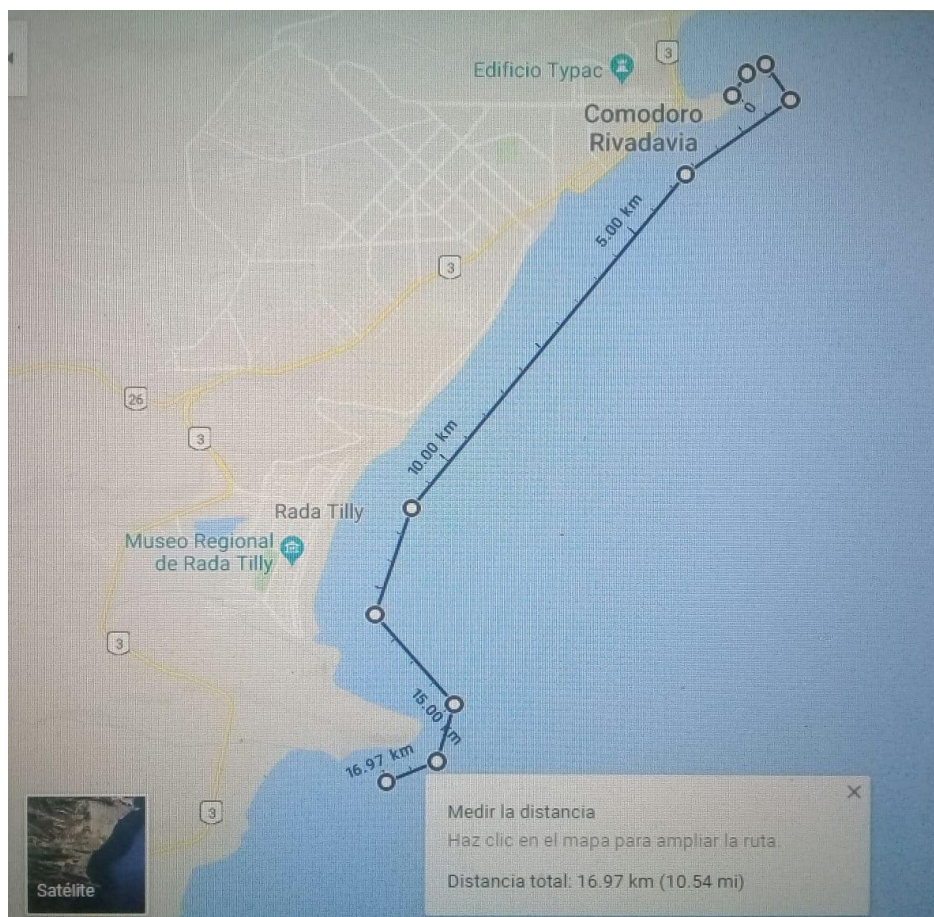 3
Edificio Typac
Comodoro
Rivadavia
0
5.00 km
3
26
3
10.00 km
Rada Tilly
Museo Regional
de Rada Tilly
3
15.00 km
16.97 km
3
Satélite
Medir la distancia
Haz clic en el mapa para ampliar la ruta.
Distancia total: 16.97 km (10.54 mi)